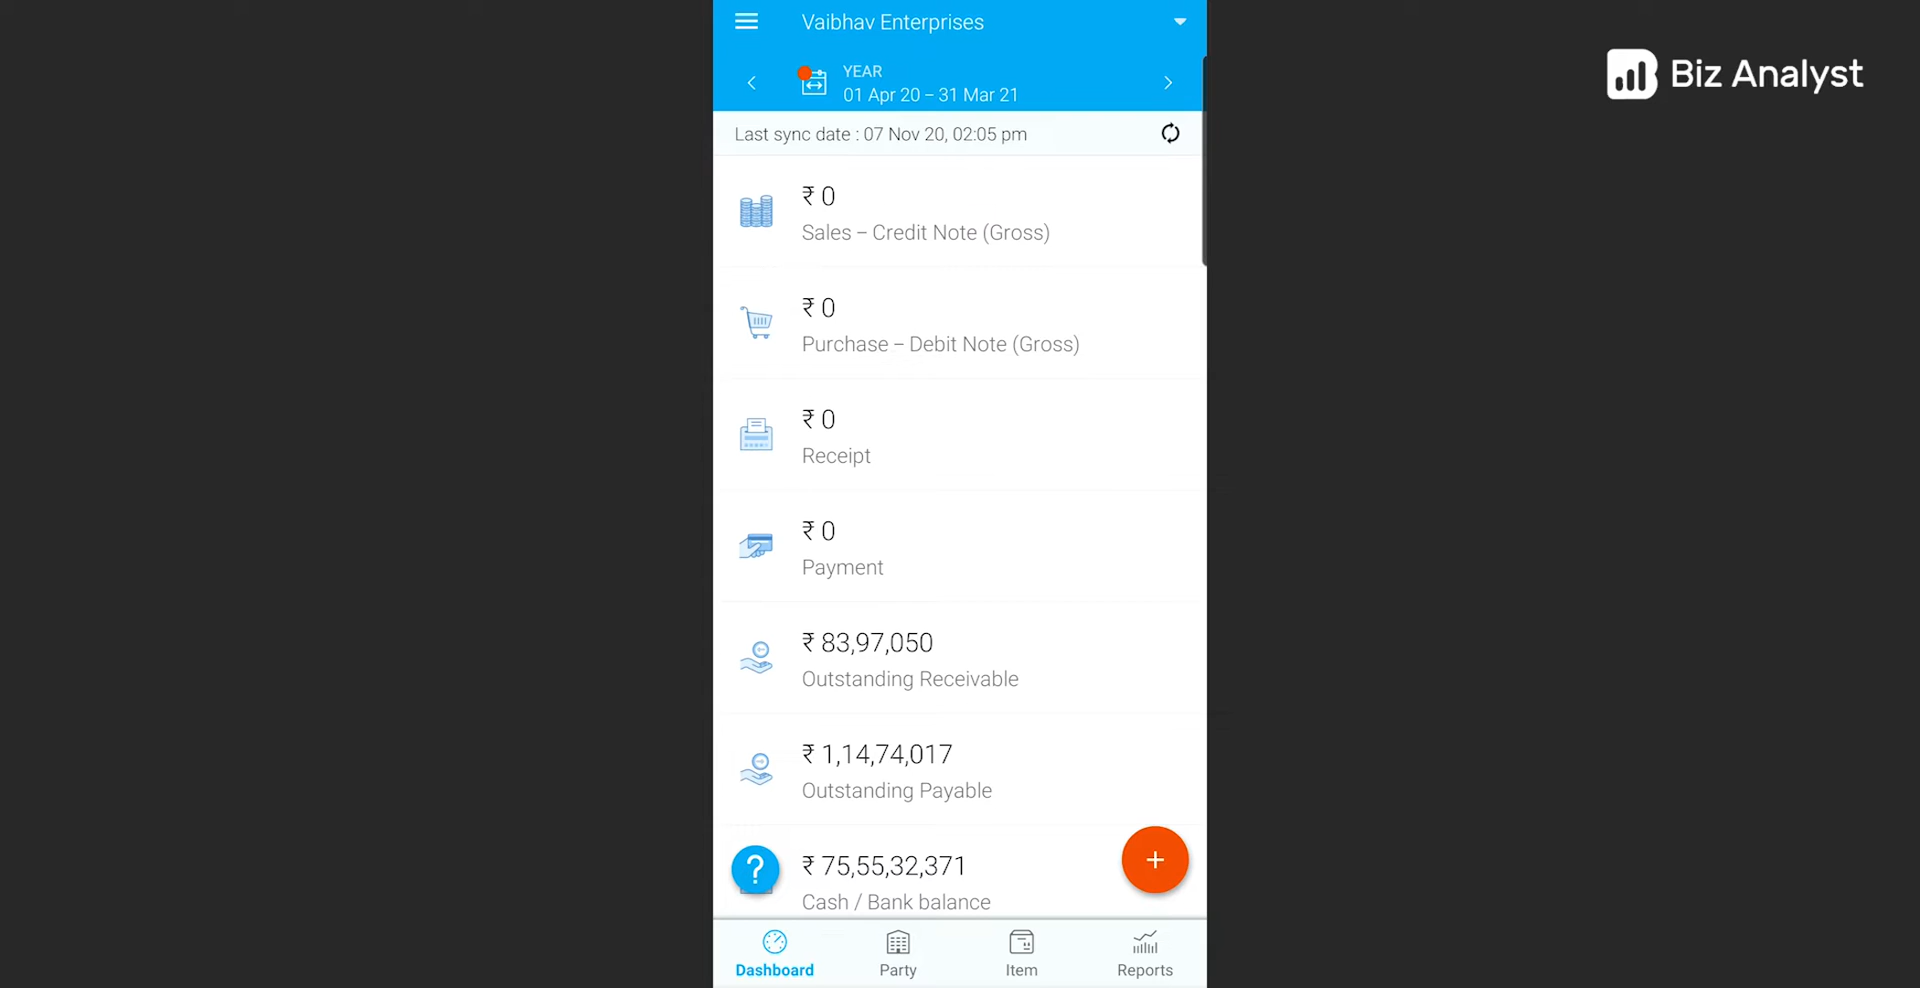 Vaibhav Enterprises
YEAR
01 Apr 20 – 31 Mar 21
Last sync date : 07 Nov 20, 02:05 pm
₹ 0
Sales – Credit Note (Gross)
₹ 0
Purchase – Debit Note (Gross)
₹ 0
Receipt
₹ 0
Payment
₹ 83,97,050
Outstanding Receivable
₹ 1,14,74,017
Outstanding Payable
₹ 75,55,32,371
Cash / Bank balance
?
+
Dashboard
Party
Item
Reports
Biz Analyst